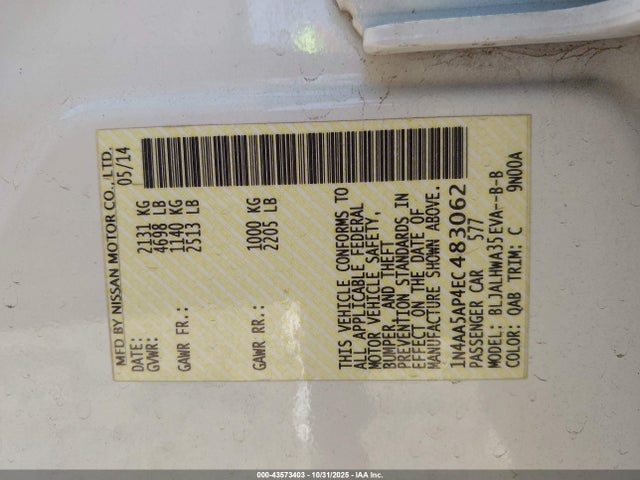 MFD BY NISSAN MOTOR CO., LTD.
DATE: 05/14
GVWR: 2131 KG
4698 LB
GAWR FR.: 1140 KG
2513 LB
GAWR RR.: 1000 KG
2205 LB
THIS VEHICLE CONFORMS TO
ALL APPLICABLE FEDERAL
MOTOR VEHICLE SAFETY,
BUMPER, AND THEFT
PREVENTION STANDARDS IN
EFFECT ON THE DATE OF
MANUFACTURE SHOWN ABOVE.
1N4AA5AP4EC483062
PASSENGER CAR 577
MODEL: BLJALHWA35EVA--B-B
COLOR: QAB TRIM: C 9N00A
000-43573403 - 10/31/2025 - IAA Inc.